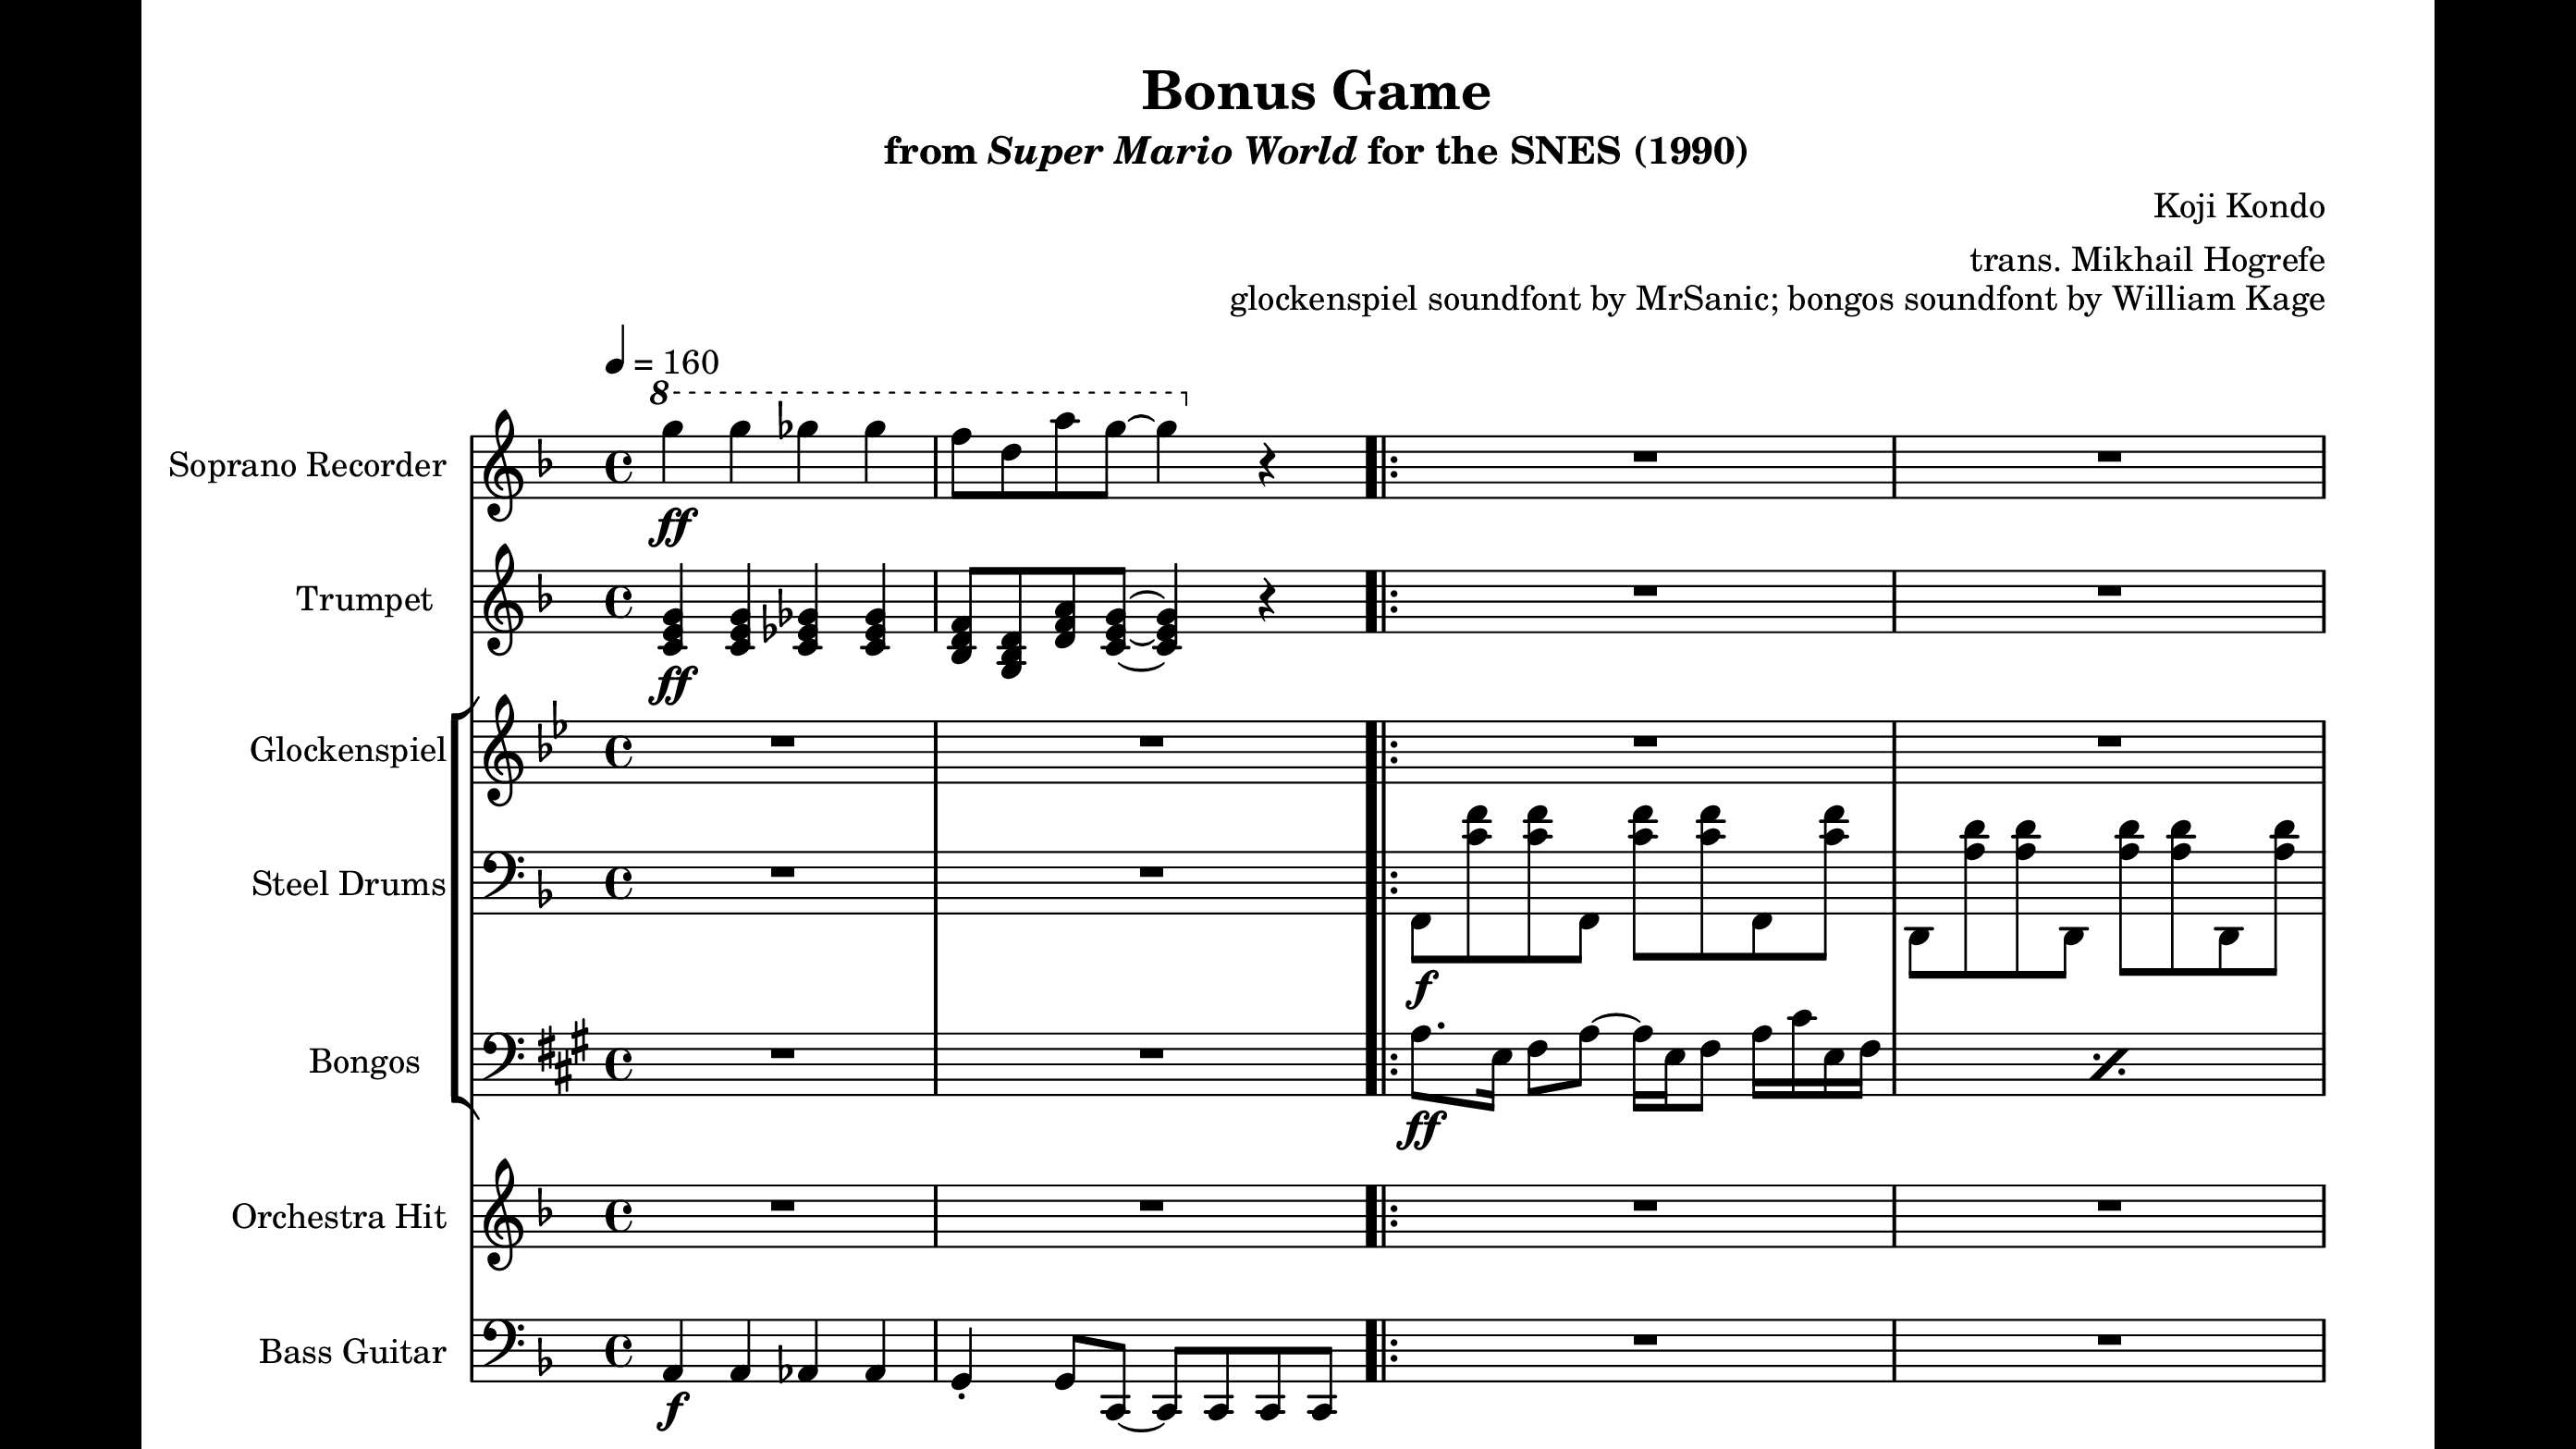 Bonus Game
from Super Mario World for the SNES (1990)
Koji Kondo
trans. Mikhail Hogrefe
glockenspiel soundfont by MrSanic; bongos soundfont by William Kage
= 160
8
Soprano Recorder
ff
Trumpet
ff
Glockenspiel
Steel Drums
f
Bongos
ff
Orchestra Hit
Bass Guitar
f